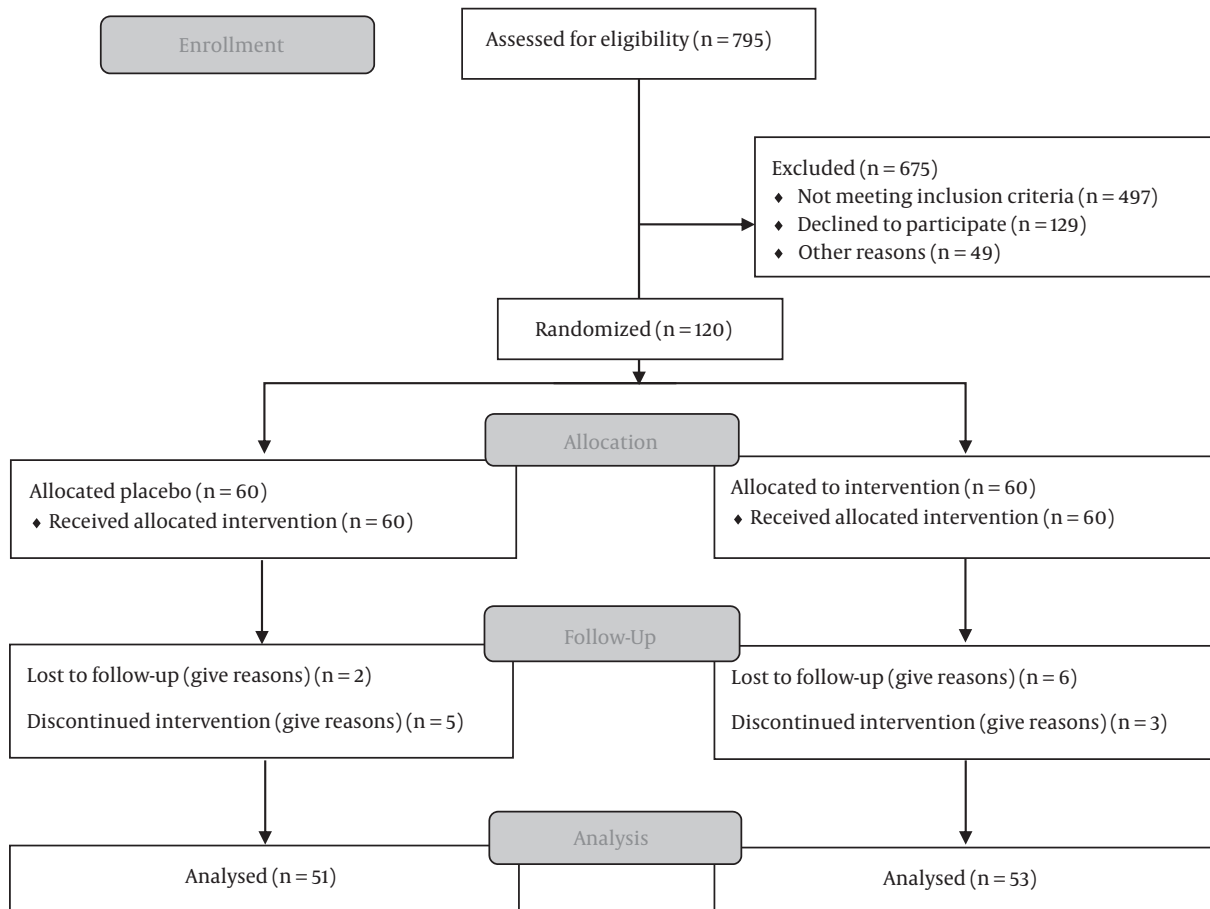 Enrollment
Assessed for eligibility (n = 795)
Excluded (n = 675)
♦ Not meeting inclusion criteria (n = 497)
♦ Declined to participate (n = 129)
♦ Other reasons (n = 49)
Randomized (n = 120)
Allocation
Allocated placebo (n = 60)
♦ Received allocated intervention (n = 60)
Allocated to intervention (n = 60)
♦ Received allocated intervention (n = 60)
Follow-Up
Lost to follow-up (give reasons) (n = 2)
Discontinued intervention (give reasons) (n = 5)
Lost to follow-up (give reasons) (n = 6)
Discontinued intervention (give reasons) (n = 3)
Analysis
Analysed (n = 51)
Analysed (n = 53)